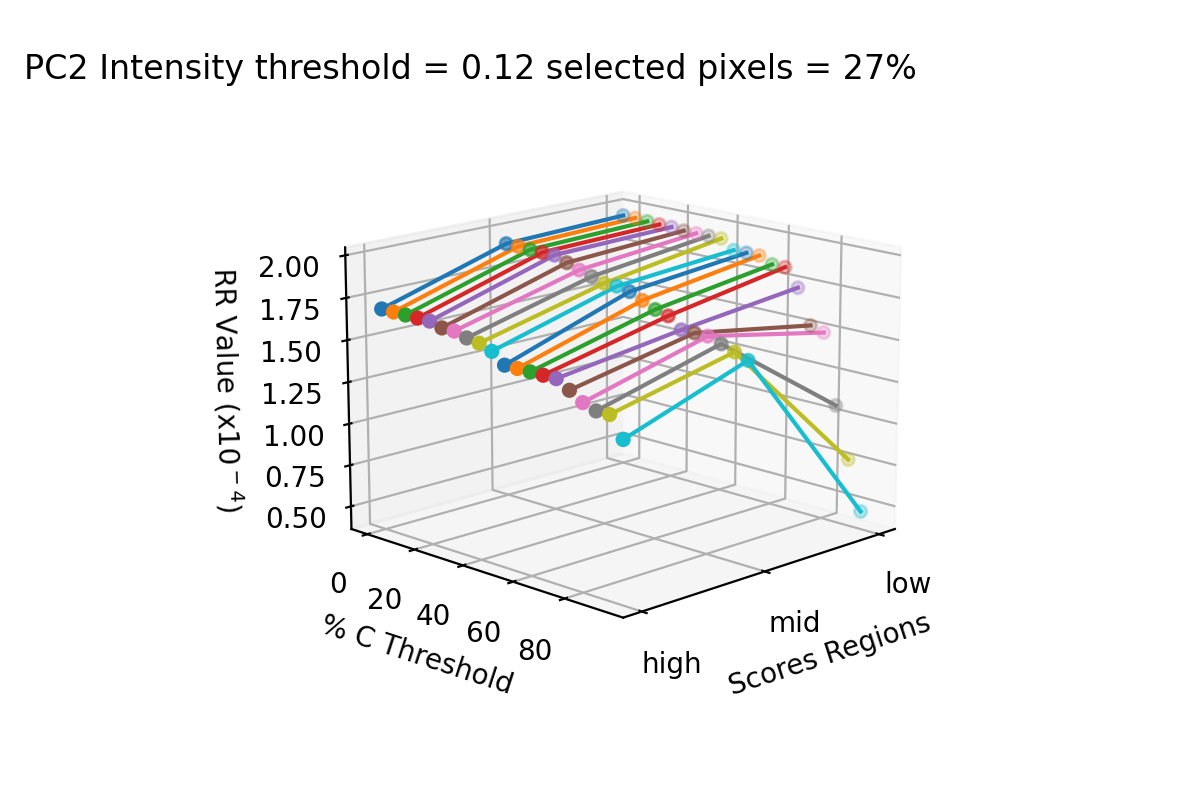 PC2 Intensity threshold = 0.12 selected pixels = 27%
2.00
1.75
1.50
1.25
1.00
0.75
0.50
RR Value (x10⁻⁴)
0
20
40
60
80
% C Threshold
high
mid
low
Scores Regions